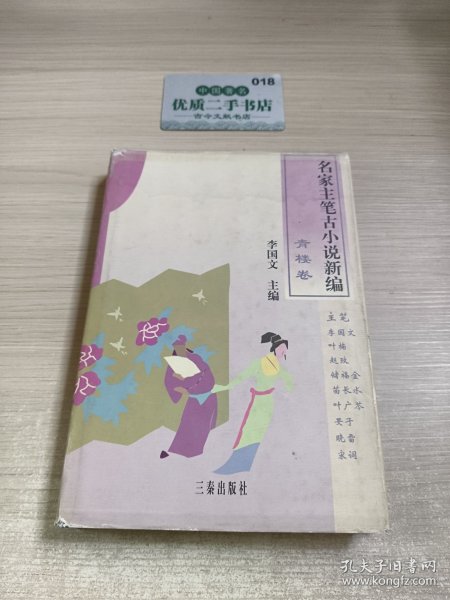 018
中国著名
优质二手书店
古今文献书店
名家主笔古小说新编
青楼卷
李国文 主编
主笔
李国文
叶楠
赵玫
储福金
苗长水
叶广芩
晓雷
宋词
三秦出版社
孔夫子旧书网
www.kongfz.com